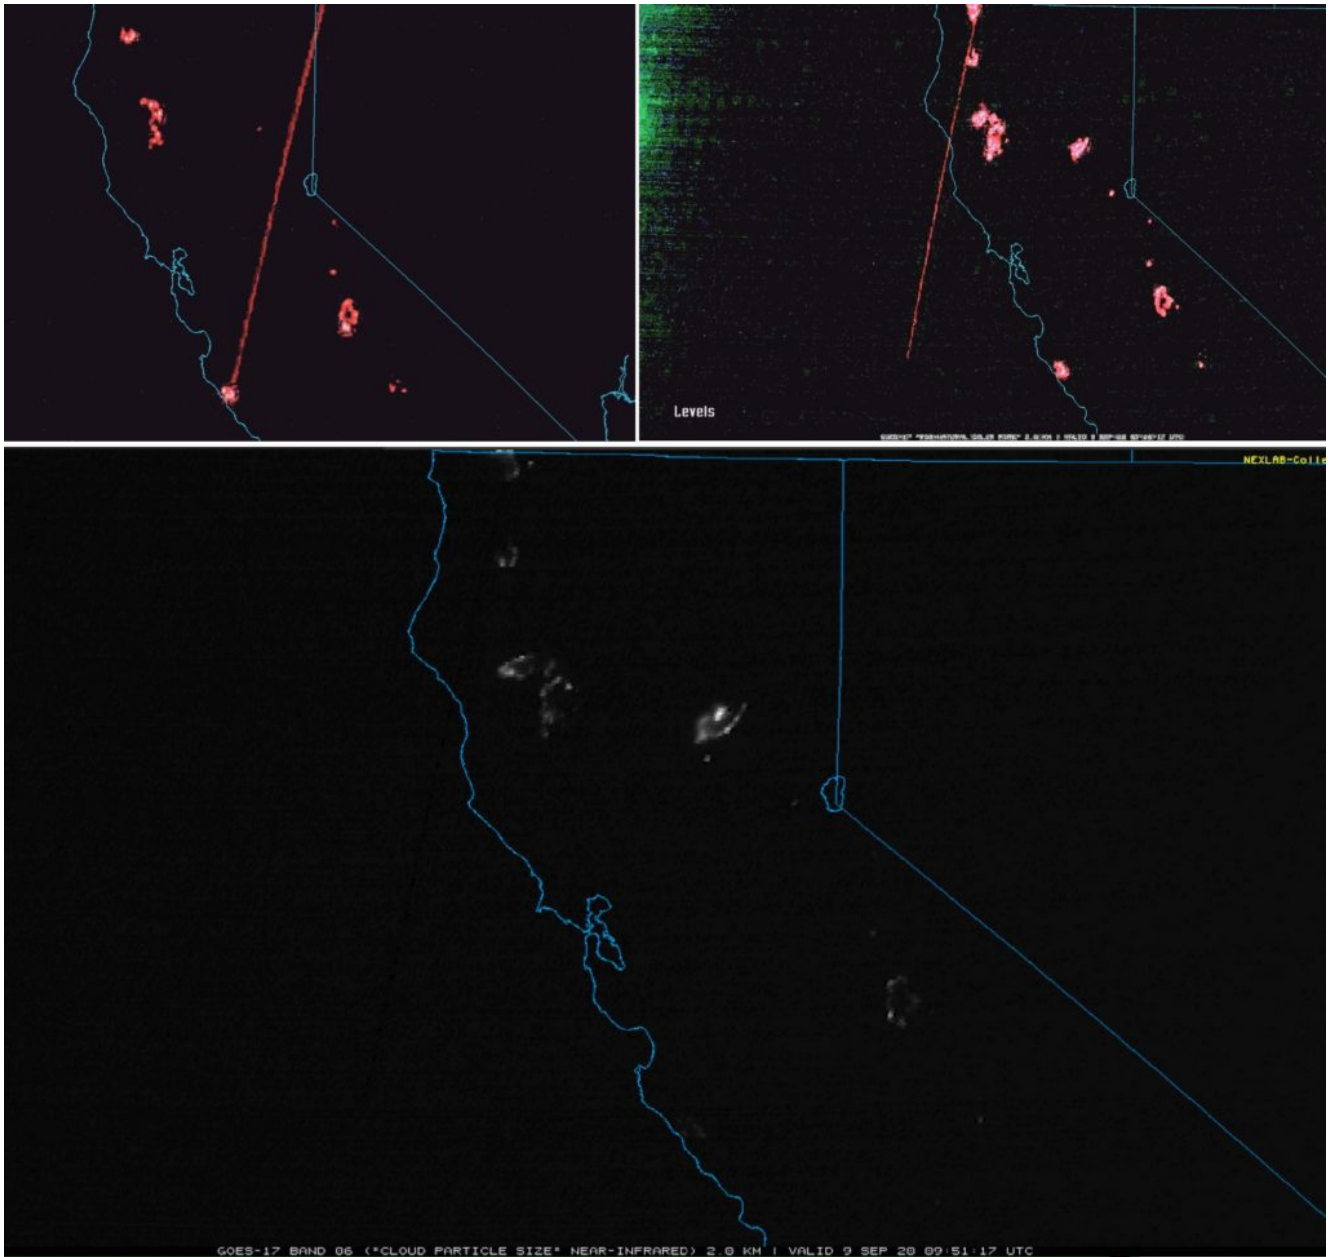 Levels
NEXLAB-Colle
GOES-17 BAND 06 ("CLOUD PARTICLE SIZE" NEAR-INFRARED) 2.0 KM | VALID 9 SEP 20 09:51:17 UTC